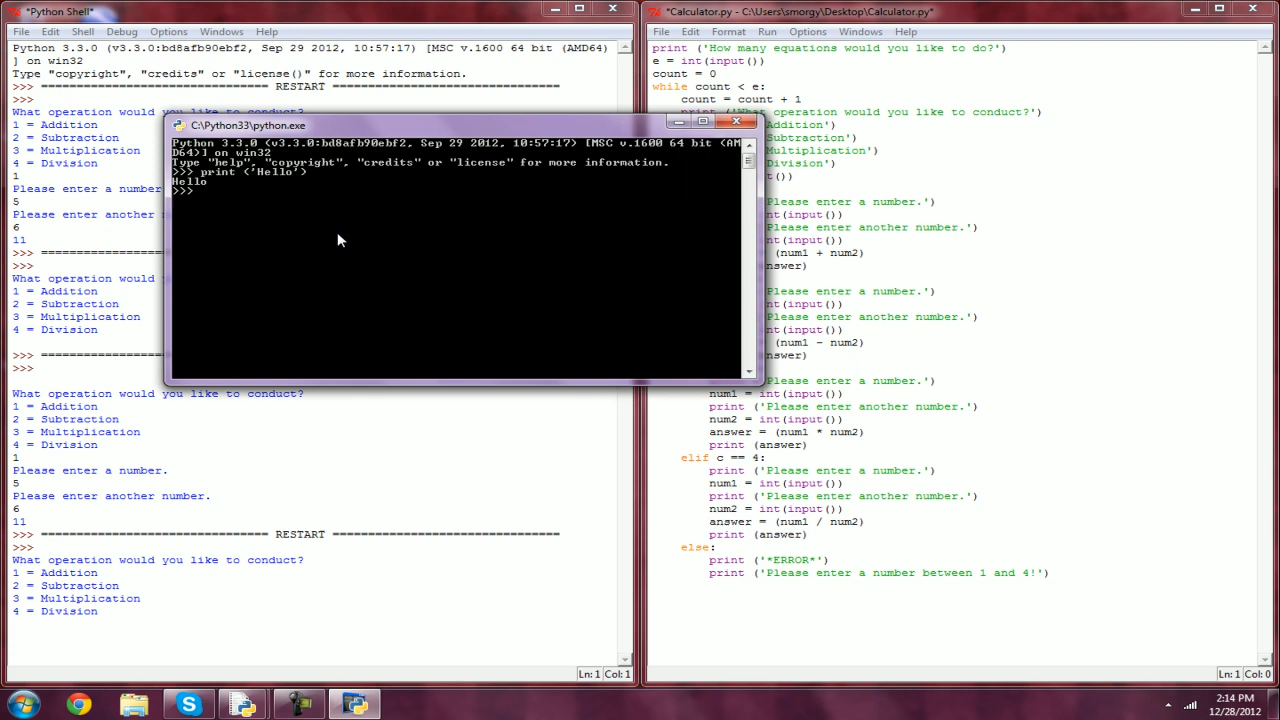 *Python Shell*
File Edit Shell Debug Options Windows Help
Python 3.3.0 (v3.3.0:bd8afb90ebf2, Sep 29 2012, 10:57:17) [MSC v.1600 64 bit (AMD64)
] on win32
Type "copyright", "credits" or "license()" for more information.
>>> ================================ RESTART ================================
>>>
What operation would you like to conduct?
1 = Addition
2 = Subtraction
3 = Multiplication
4 = Division
1
Please enter a number
5
Please enter another
6
11
>>> ==============
>>>
What operation would
1 = Addition
2 = Subtraction
3 = Multiplication
4 = Division
>>> ==============
>>>
What operation would you like to conduct?
1 = Addition
2 = Subtraction
3 = Multiplication
4 = Division
1
Please enter a number.
5
Please enter another number.
6
11
>>> ================================ RESTART ================================
>>>
What operation would you like to conduct?
1 = Addition
2 = Subtraction
3 = Multiplication
4 = Division
Ln: 1 Col: 1
C:\Python33\python.exe
Python 3.3.0 (v3.3.0:bd8afb90ebf2, Sep 29 2012, 10:57:17) [MSC v.1600 64 bit (AM
D64)] on win32
Type "help", "copyright", "credits" or "license" for more information.
>>> print ('Hello')
Hello
>>>
*Calculator.py - C:\Users\smorgy\Desktop\Calculator.py*
File Edit Format Run Options Windows Help
print ('How many equations would you like to do?')
e = int(input())
count = 0
while count < e:
count = count + 1
print ('What operation would you like to conduct?')
Addition')
Subtraction')
Multiplication')
Division')
t())
Please enter a number.')
nt(input())
Please enter another number.')
nt(input())
(num1 + num2)
answer)
Please enter a number.')
nt(input())
Please enter another number.')
nt(input())
(num1 - num2)
answer)
Please enter a number.')
num1 = int(input())
print ('Please enter another number.')
num2 = int(input())
answer = (num1 * num2)
print (answer)
elif c == 4:
print ('Please enter a number.')
num1 = int(input())
print ('Please enter another number.')
num2 = int(input())
answer = (num1 / num2)
print (answer)
else:
print ('*ERROR*')
print ('Please enter a number between 1 and 4!')
Ln: 1 Col: 0
2:14 PM
12/28/2012